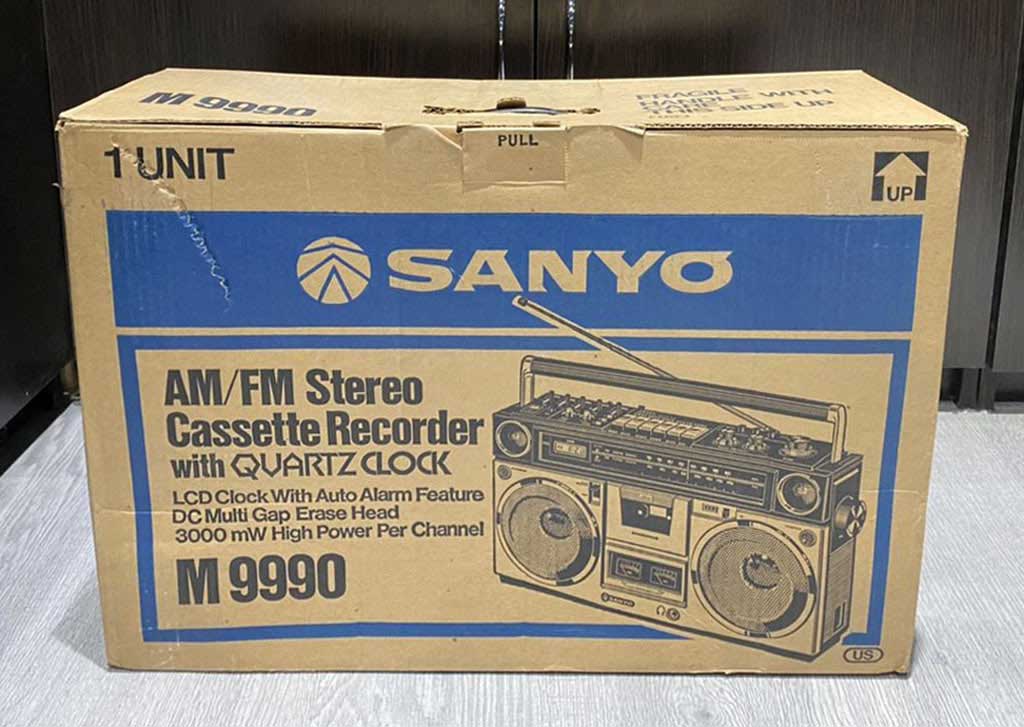 M 9990
FRAGILE
HANDLE WITH
SIDE UP
PULL
1 UNIT
UP
SANYO
AM/FM Stereo
Cassette Recorder
with QUARTZ CLOCK
LCD Clock With Auto Alarm Feature
DC Multi Gap Erase Head
3000 mW High Power Per Channel
M 9990
SANYO
US